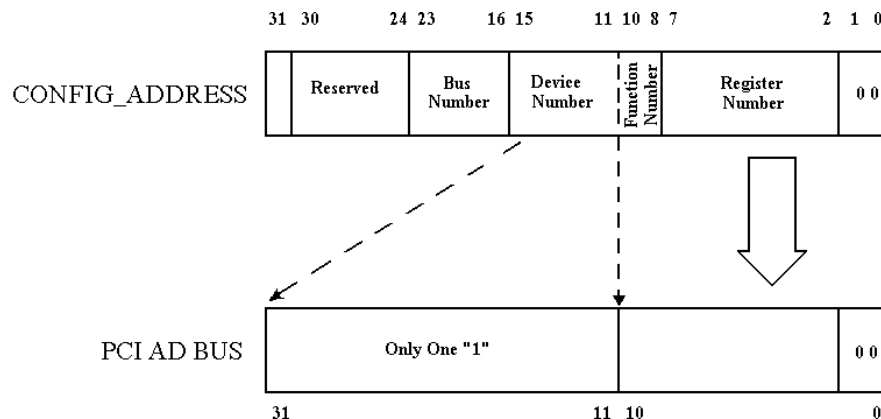 31 30 24 23 16 15 11 10 8 7 2 1 0
CONFIG_ADDRESS
Reserved
Bus
Number
Device
Number
Function
Number
Register
Number
0 0
PCI AD BUS
Only One "1"
0 0
31 11 10 0